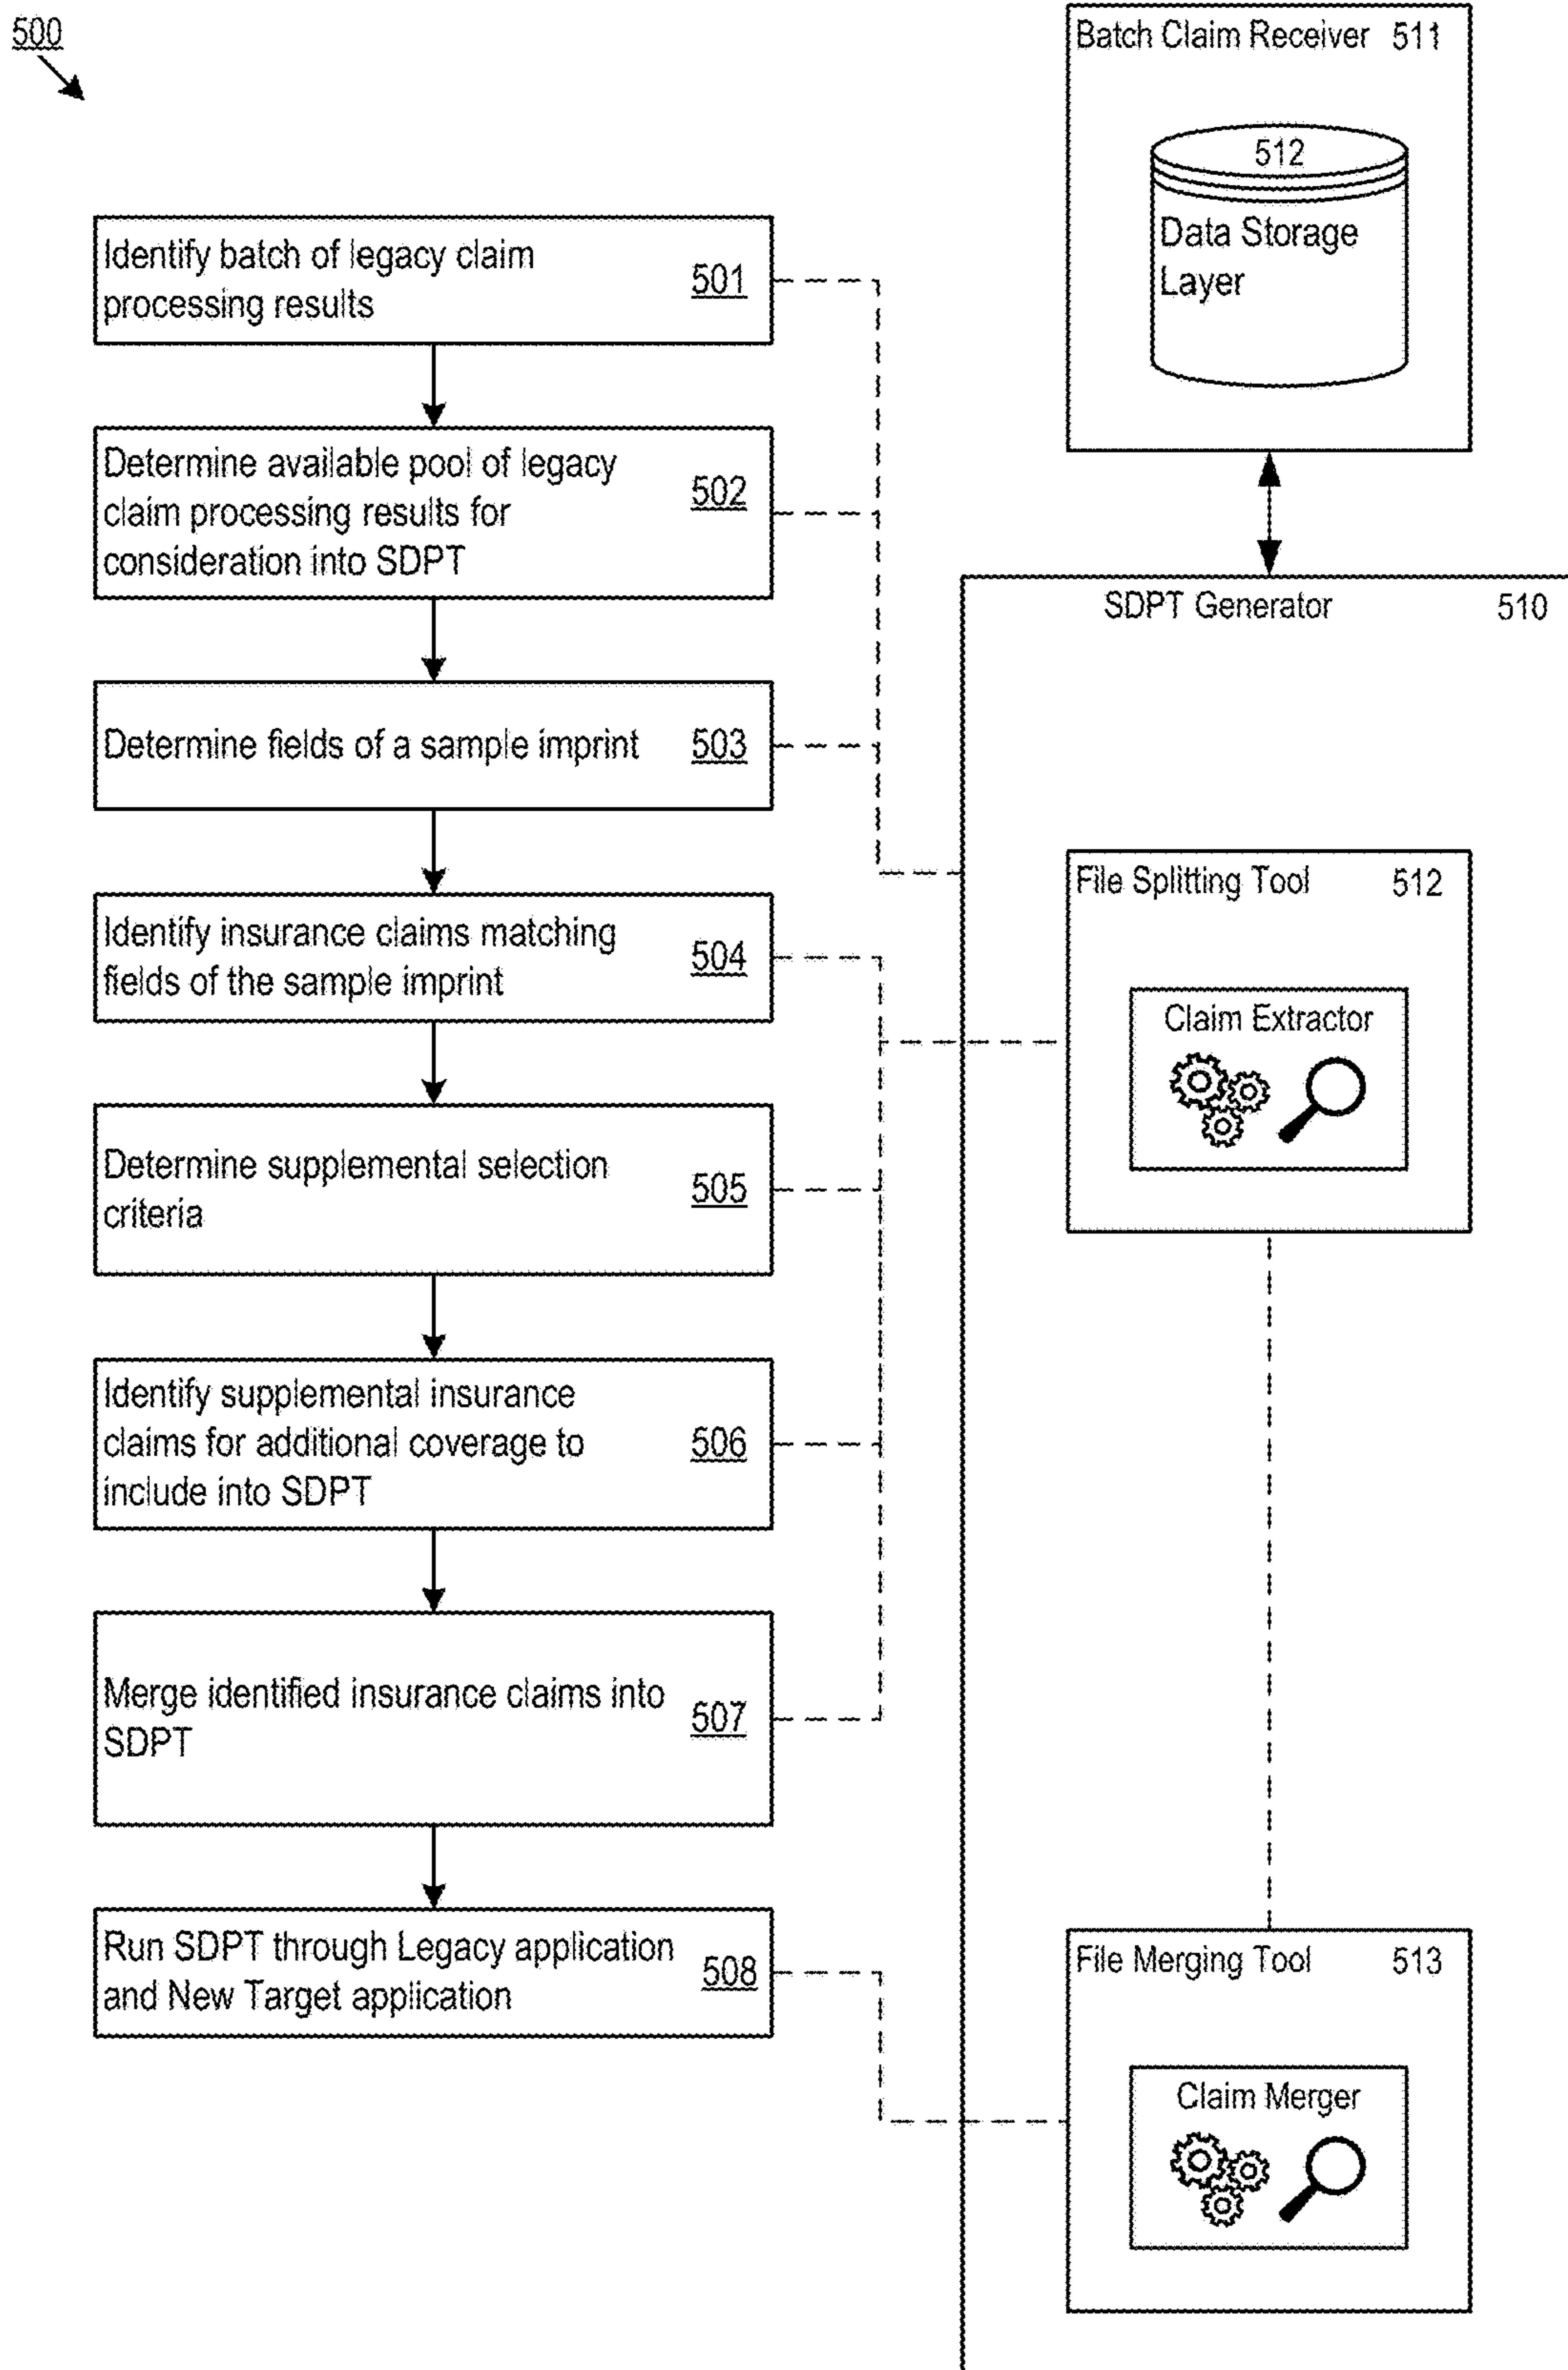 500
Identify batch of legacy claim
processing results
501
Determine available pool of legacy
claim processing results for
consideration into SDPT
502
Determine fields of a sample imprint
503
Identify insurance claims matching
fields of the sample imprint
504
Determine supplemental selection
criteria
505
Identify supplemental insurance
claims for additional coverage to
include into SDPT
506
Merge identified insurance claims into
SDPT
507
Run SDPT through Legacy application
and New Target application
508
Batch Claim Receiver 511
512
Data Storage
Layer
SDPT Generator 510
File Splitting Tool 512
Claim Extractor
File Merging Tool 513
Claim Merger